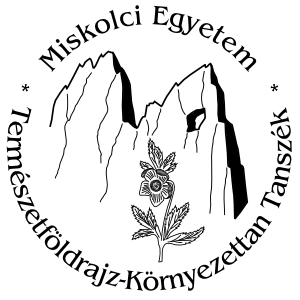 Miskolci Egyetem
* Természetföldrajz-Környezettan Tanszék *